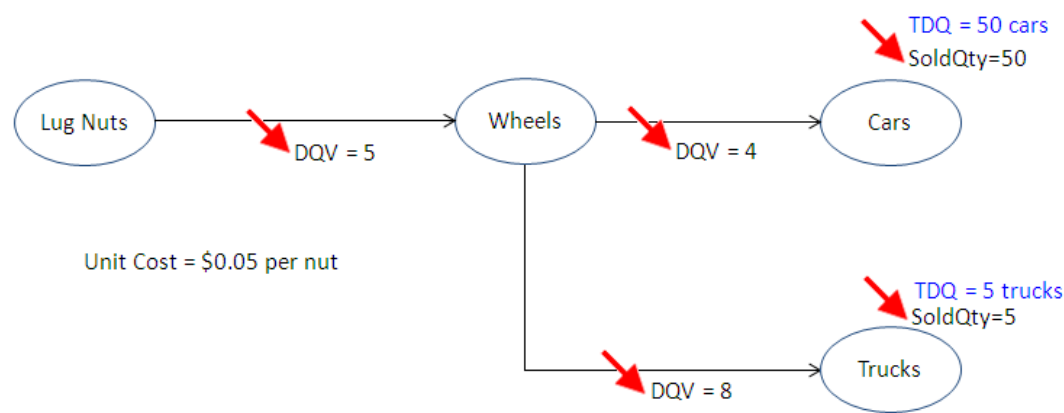 TDQ = 50 cars
SoldQty=50
Lug Nuts
Wheels
Cars
DQV = 5
DQV = 4
Unit Cost = $0.05 per nut
TDQ = 5 trucks
SoldQty=5
Trucks
DQV = 8